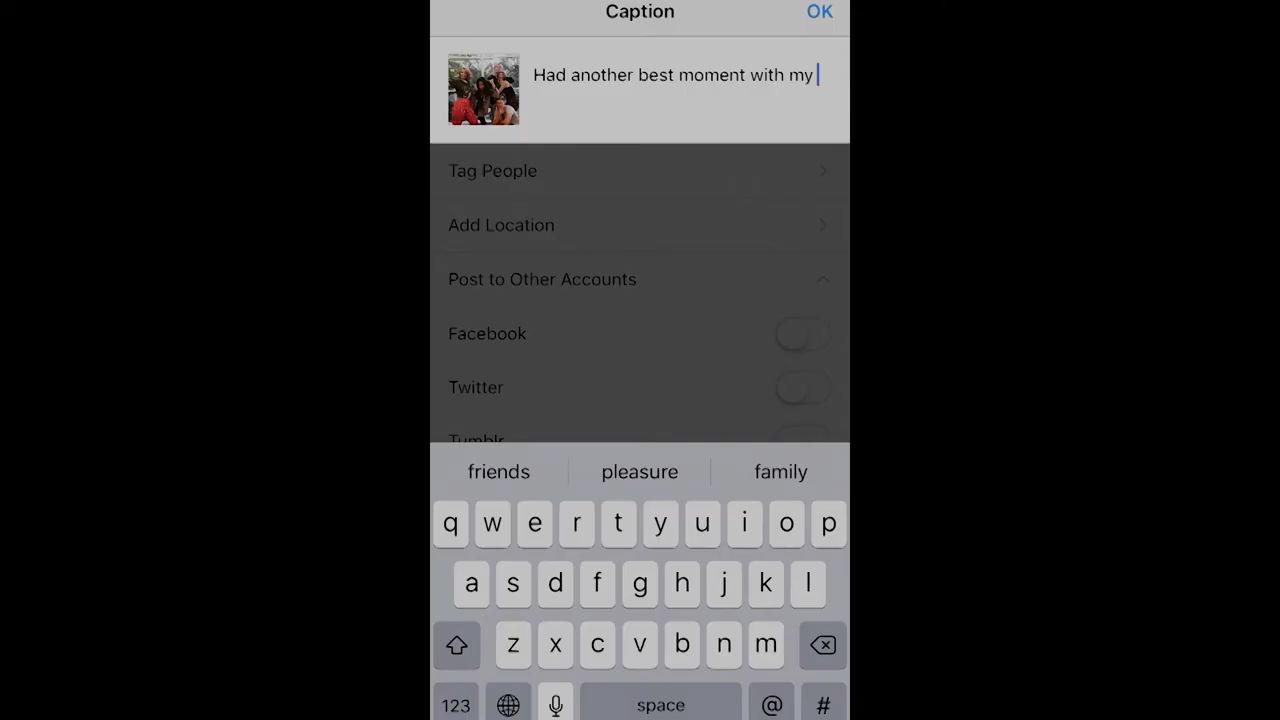 Caption OK
Had another best moment with my
Tag People
Add Location
Post to Other Accounts
Facebook
Twitter
Tumblr
friends pleasure family
q w e r t y u i o p
a s d f g h j k l
z x c v b n m
123 space @ #